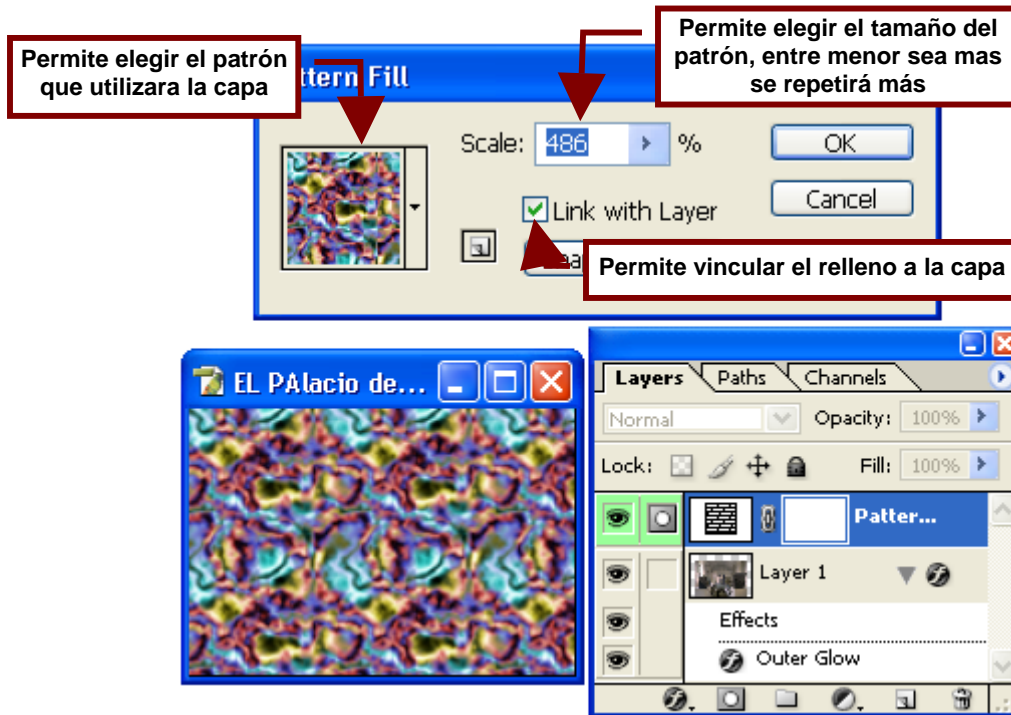 Permite elegir el tamaño del
patrón, entre menor sea mas
se repetirá más
Permite elegir el patrón
que utilizara la capa
ttern Fill
Scale: 486 %
OK
Link with Layer
Cancel
Permite vincular el relleno a la capa
EL PAlacio de...
Layers Paths Channels
Normal Opacity: 100%
Lock: Fill: 100%
Patter...
Layer 1
Effects
Outer Glow